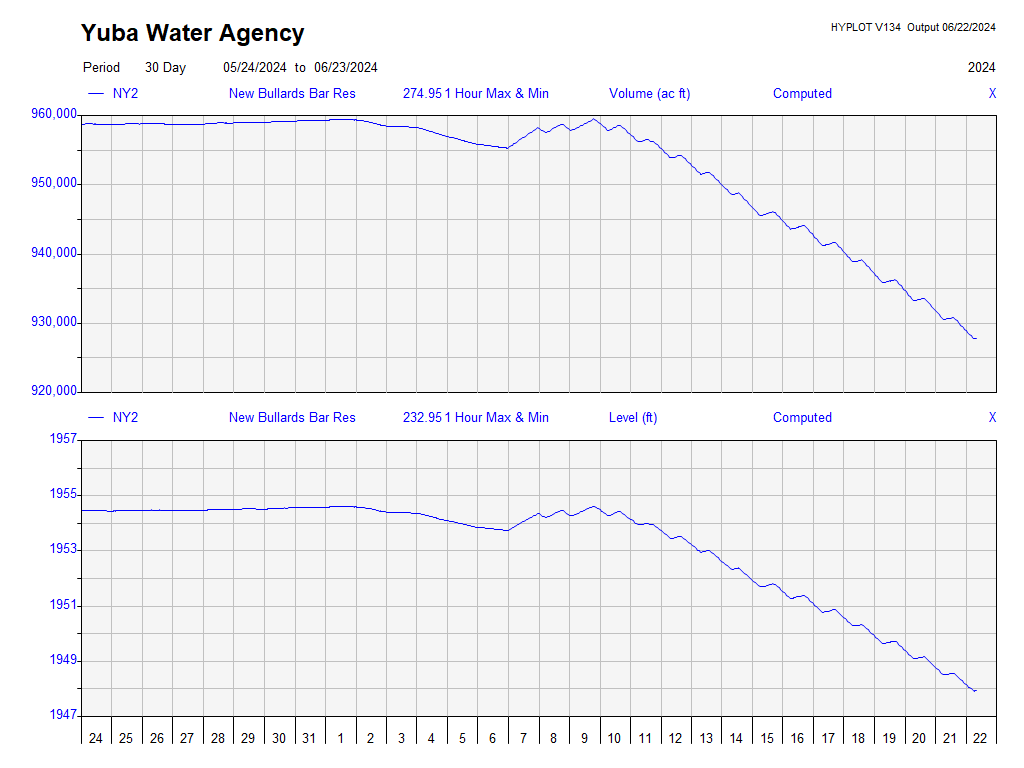 Yuba Water Agency
HYPLOT V134 Output 06/22/2024
Period 30 Day 05/24/2024 to 06/23/2024
2024
NY2 New Bullards Bar Res 274.95 1 Hour Max & Min Volume (ac ft) Computed X
960,000
950,000
940,000
930,000
920,000
NY2 New Bullards Bar Res 232.95 1 Hour Max & Min Level (ft) Computed X
1957
1955
1953
1951
1949
1947
24 25 26 27 28 29 30 31 1 2 3 4 5 6 7 8 9 10 11 12 13 14 15 16 17 18 19 20 21 22